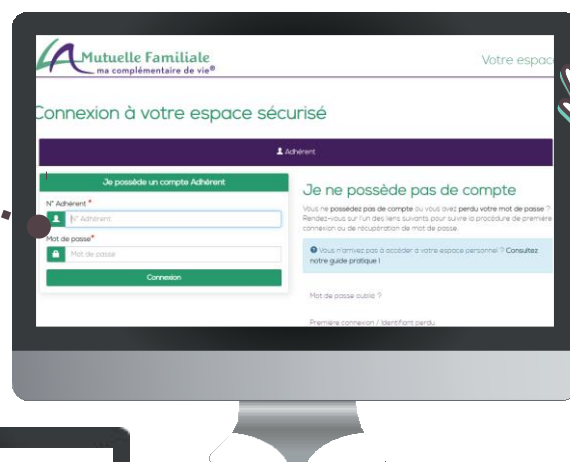 LA Mutuelle Familiale
ma complémentaire de vie®
Votre espac
Connexion à votre espace sécurisé
Adhérent
Je possède un compte Adhérent
N° Adhérent *
N° Adhérent
Mot de passe*
Mot de passe
Connexion
Je ne possède pas de compte
Vous ne possédez pas de compte ou vous avez perdu votre mot de passe ?
Rendez-vous sur l'un des liens suivants pour suivre la procédure de première
connexion ou de récupération de mot de passe.
Vous n'arrivez pas à accéder à votre espace personnel ? Consultez
notre guide pratique !
Mot de passe oublié ?
Première connexion / Identifiant perdu